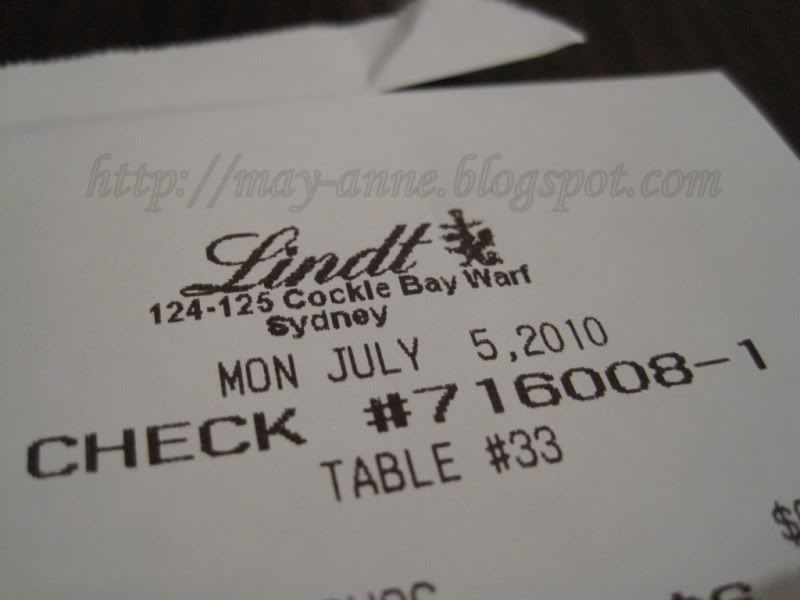 http://may-anne.blogspot.com
Lindt
124-125 Cockle Bay Warf
Sydney
MON JULY 5,2010
CHECK #716008-1
TABLE #33